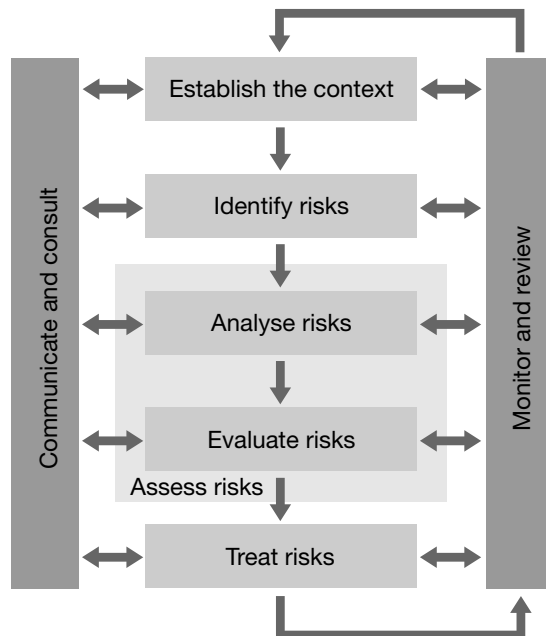 Establish the context
Identify risks
Analyse risks
Evaluate risks
Assess risks
Treat risks
Communicate and consult
Monitor and review